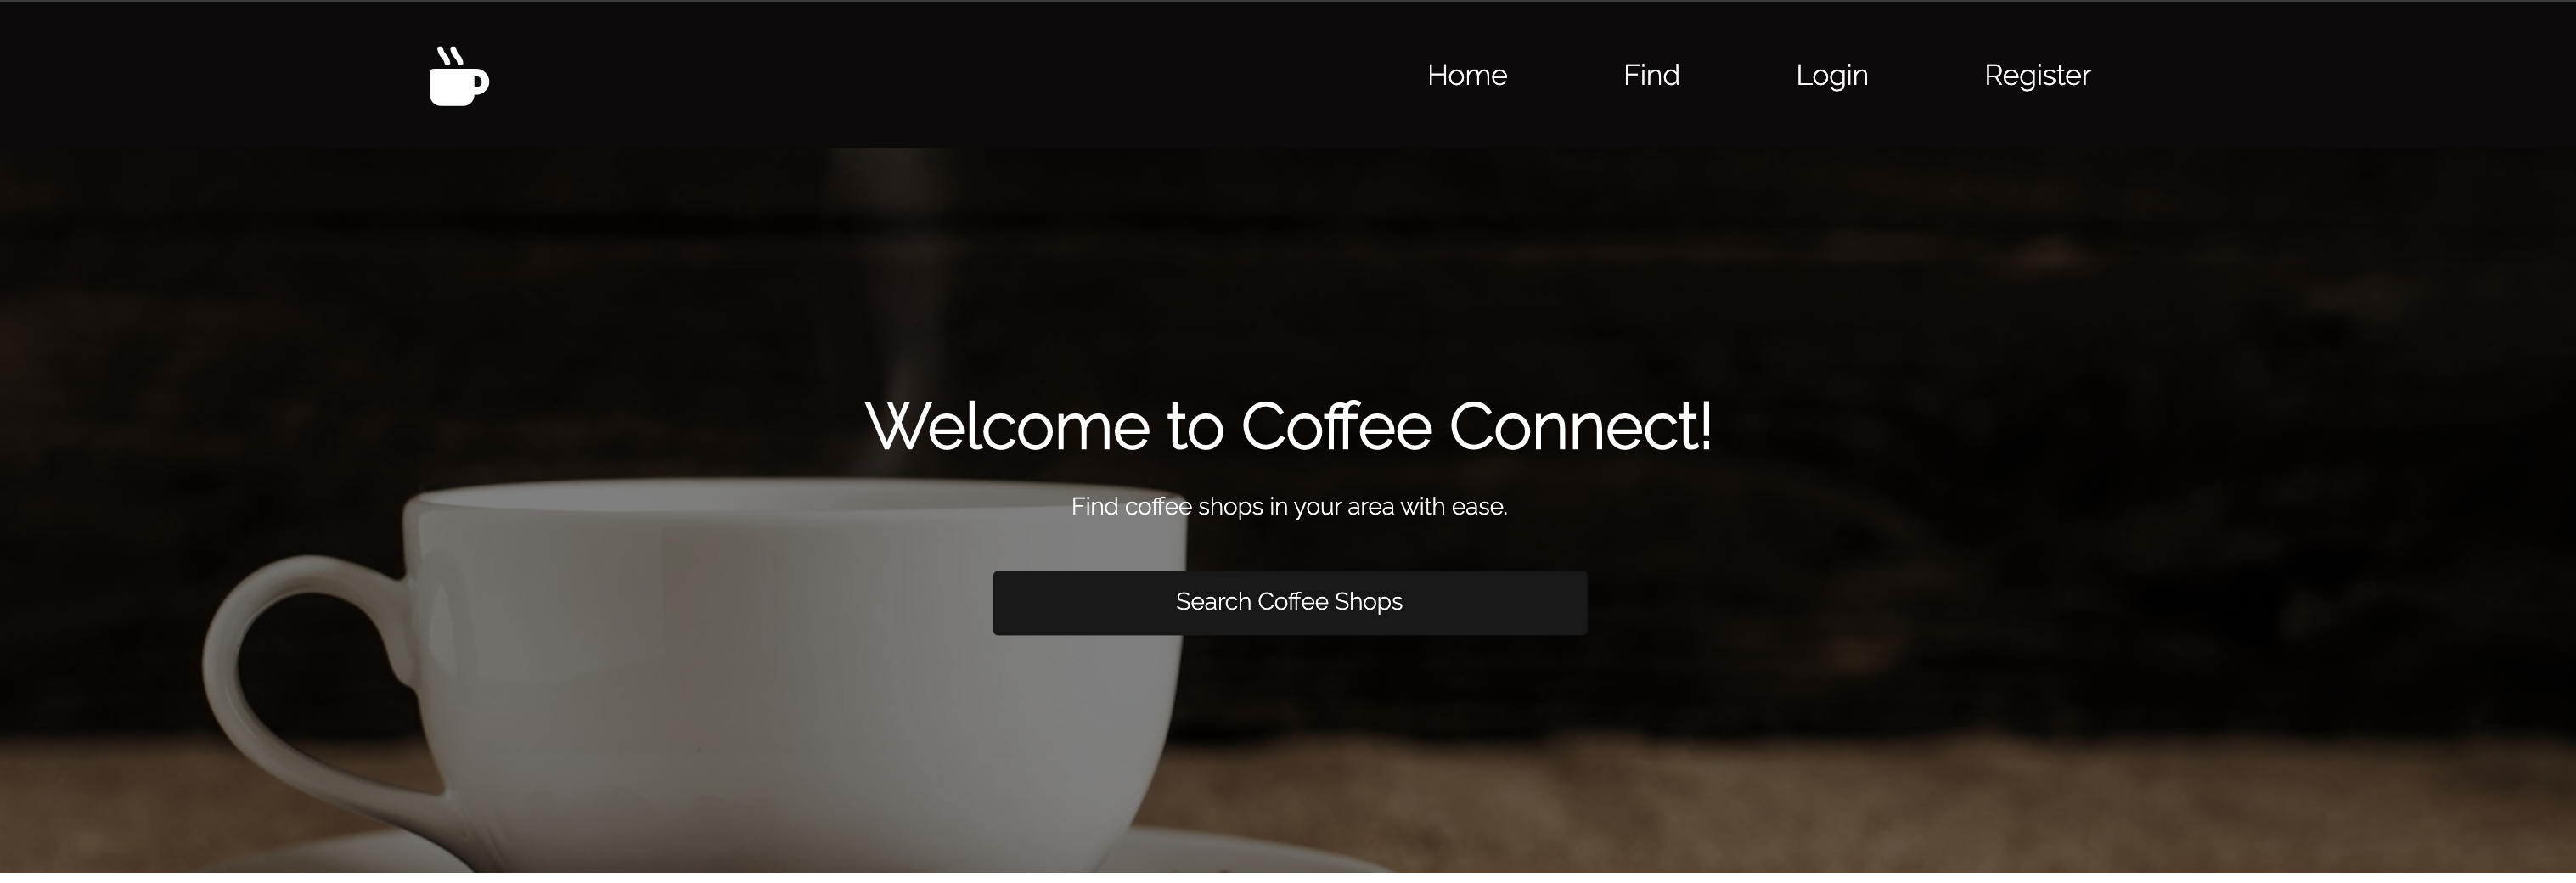 Home Find Login Register
Welcome to Coffee Connect!
Find coffee shops in your area with ease.
Search Coffee Shops